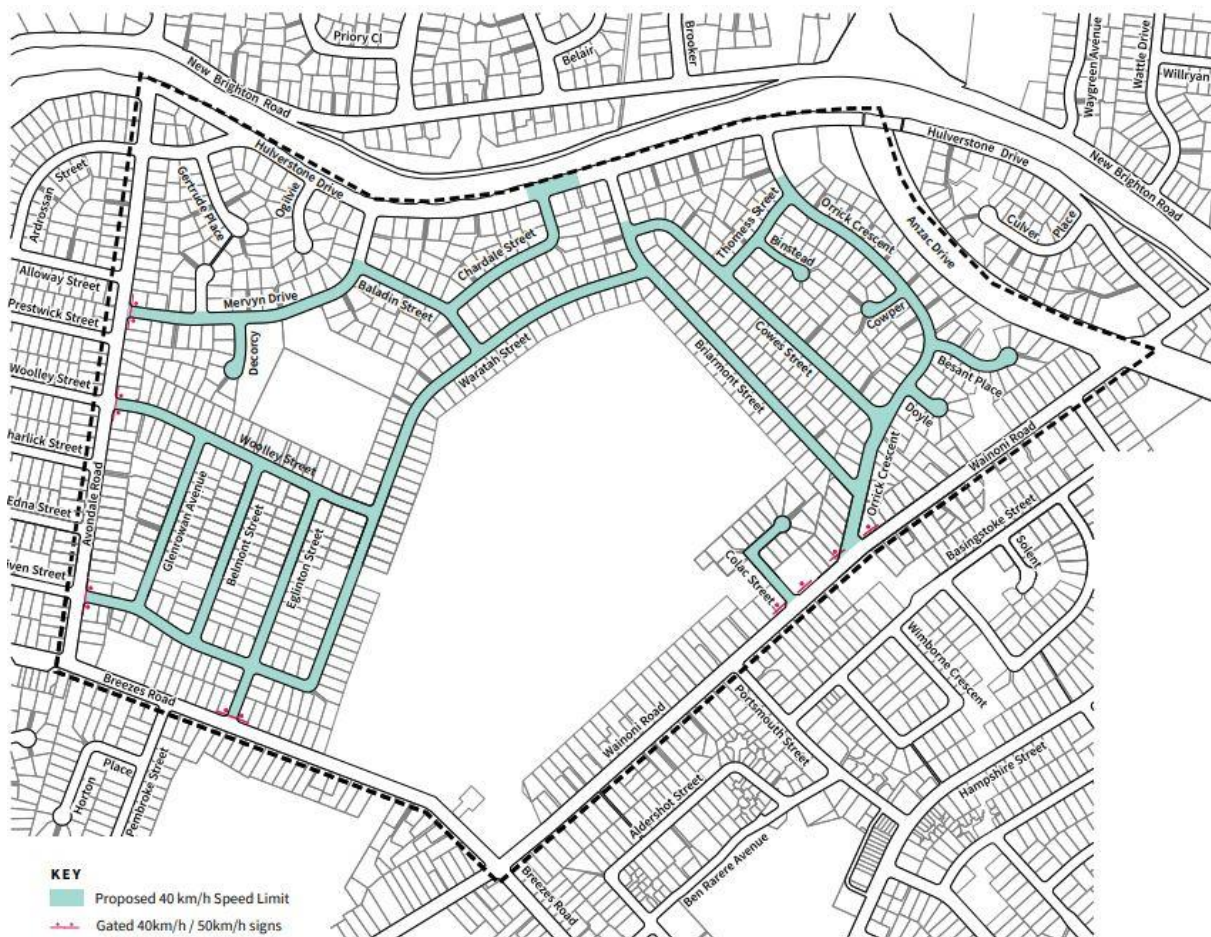 Priory Cl
Belair
Brooker
Waygreen Avenue
Wattle Drive
Willryan
New Brighton Road
Hulverstone Drive
Hulverstone Drive
New Brighton Road
Ardrossan Street
Gertrude Place
Ogilvie
Thomess Street
Orrick Crescent
Culver Place
Anzac Drive
Binstead
Chardale Street
Alloway Street
Prestwick Street
Mervyn Drive
Baladin Street
Cowper
Decorcy
Waratah Street
Cowes Street
Briarmont Street
Besant Place
Doyle
Woolley Street
Woolley Street
harlick Street
Avondale Road
Edna Street
Glenrowan Avenue
Belmont Street
Eglinton Street
Orrick Crescent
Wainoni Road
Basingstoke Street
Solent
iven Street
Colac Street
Wimborne Crescent
Breezes Road
Wainoni Road
Portsmouth Street
Horton Place
Pembroke Street
Aldershot Street
Hampshire Street
Ben Rarere Avenue
Breezes Road
KEY
Proposed 40 km/h Speed Limit
Gated 40km/h / 50km/h signs